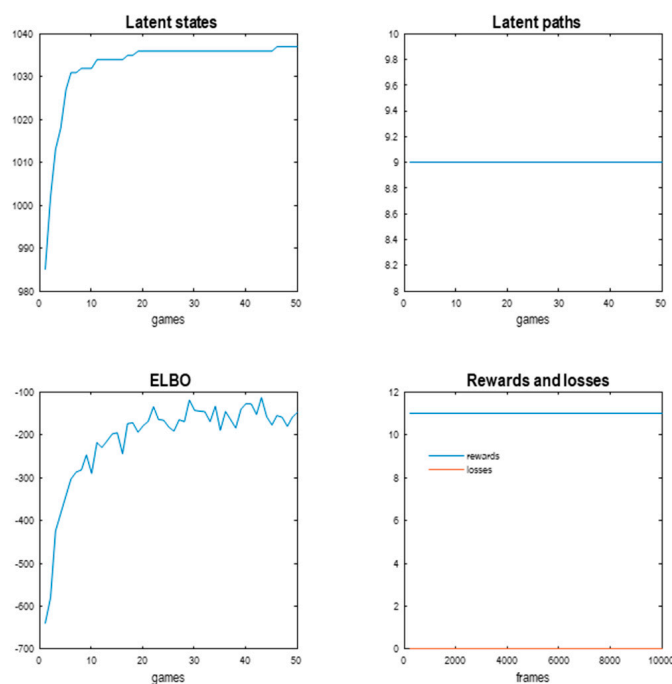 Latent states
1040
1030
1020
1010
1000
990
980
0 10 20 30 40 50
games
Latent paths
10
9.8
9.6
9.4
9.2
9
8.8
8.6
8.4
8.2
8
0 10 20 30 40 50
games
ELBO
-100
-200
-300
-400
-500
-600
-700
0 10 20 30 40 50
games
Rewards and losses
12
10
8
6
4
2
0
rewards
losses
0 2000 4000 6000 8000 10000
frames